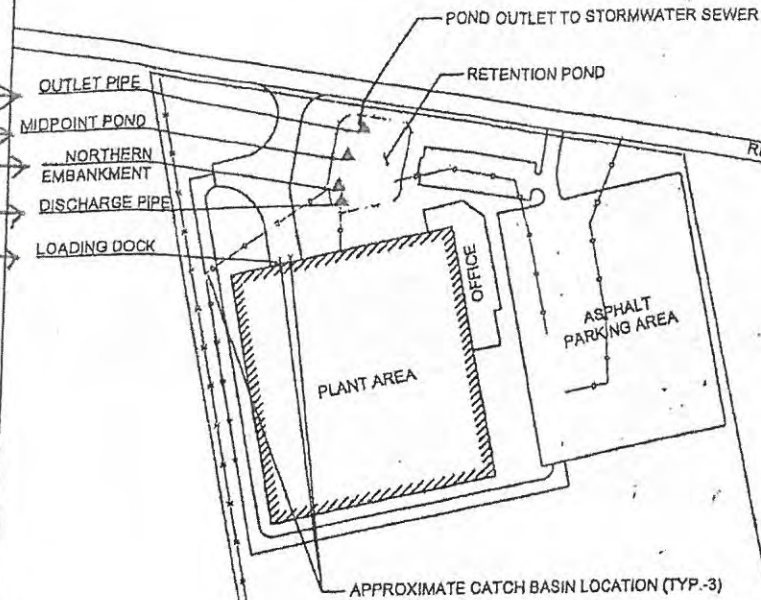 POND OUTLET TO STORMWATER SEWER
RETENTION POND
OUTLET PIPE
MIDPOINT POND
NORTHERN
EMBANKMENT
DISCHARGE PIPE
LOADING DOCK
OFFICE
ASPHALT
PARKING AREA
PLANT AREA
APPROXIMATE CATCH BASIN LOCATION (TYP.-3)